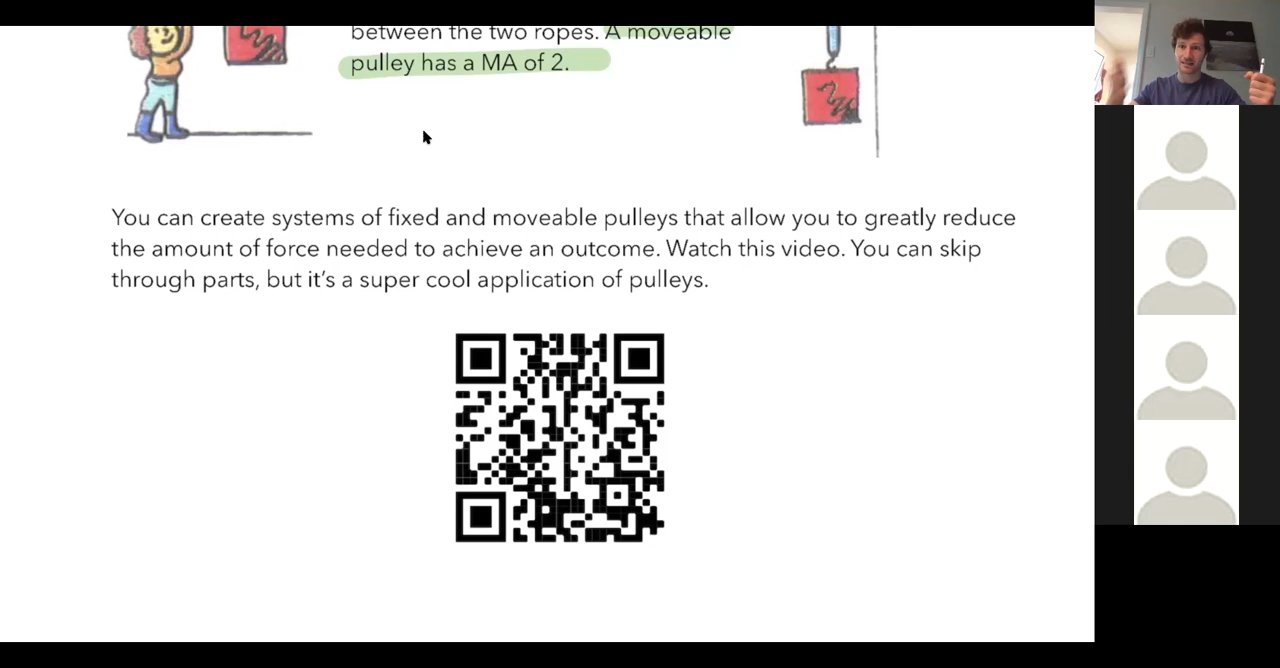 between the two ropes. A moveable
pulley has a MA of 2.
You can create systems of fixed and moveable pulleys that allow you to greatly reduce
the amount of force needed to achieve an outcome. Watch this video. You can skip
through parts, but it’s a super cool application of pulleys.